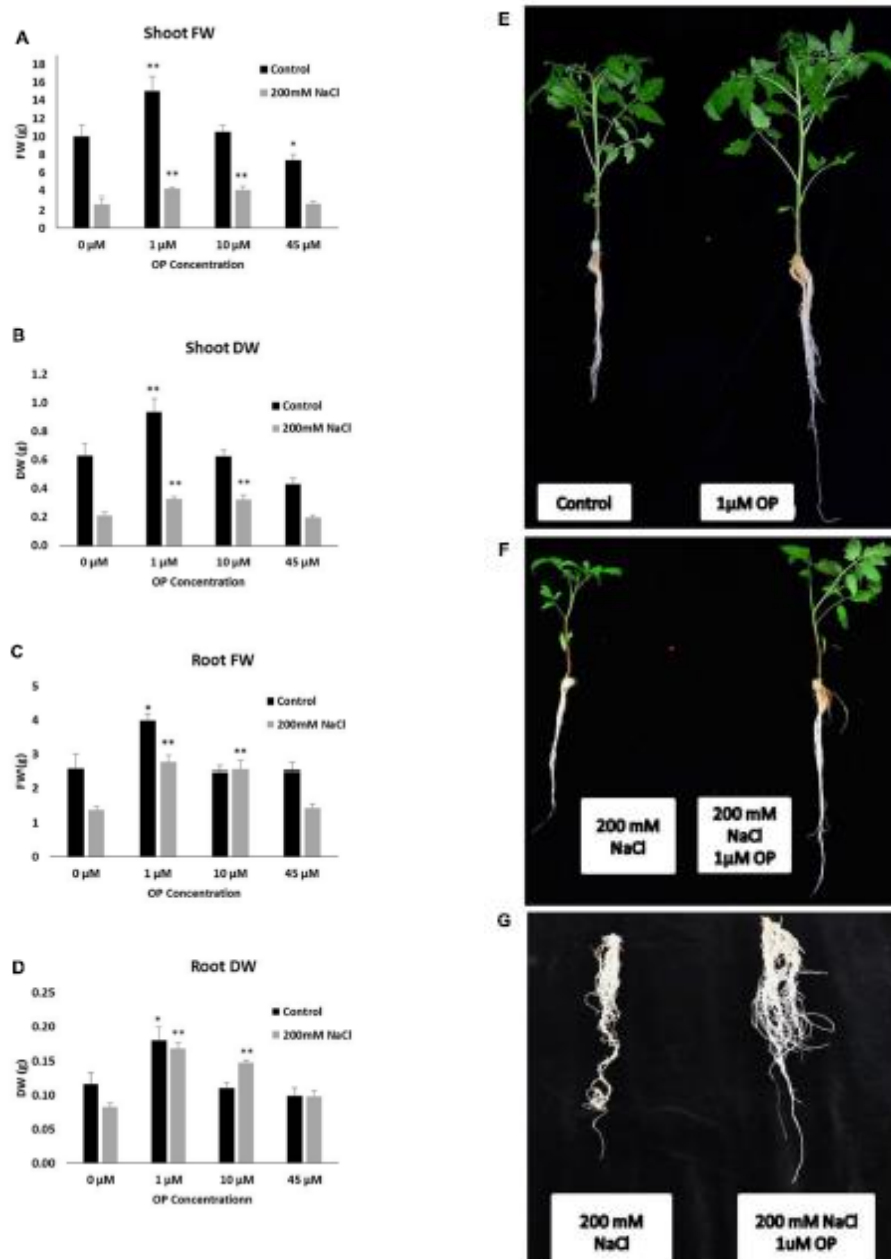 A
Shoot FW
18
16
14
12
10
8
6
4
2
0
FW (g)
**
**
**
*
Control
200mM NaCl
0 µM
1 µM
10 µM
45 µM
OP Concentration
B
Shoot DW
1.2
1.0
0.8
0.6
0.4
0.2
0.0
DW (g)
**
**
**
Control
200mM NaCl
0 µM
1 µM
10 µM
45 µM
OP Concentration
C
Root FW
5
4
3
2
1
0
FW (g)
*
**
**
Control
200mM NaCl
0 µM
1 µM
10 µM
45 µM
OP Concentration
D
Root DW
0.25
0.20
0.15
0.10
0.05
0.00
DW (g)
*
**
**
Control
200mM NaCl
0 µM
1 µM
10 µM
45 µM
OP Concentrationn
E
Control
1µM OP
F
200 mM
NaCl
200 mM
NaCl
1µM OP
G
200 mM
NaCl
200 mM NaCl
1uM OP